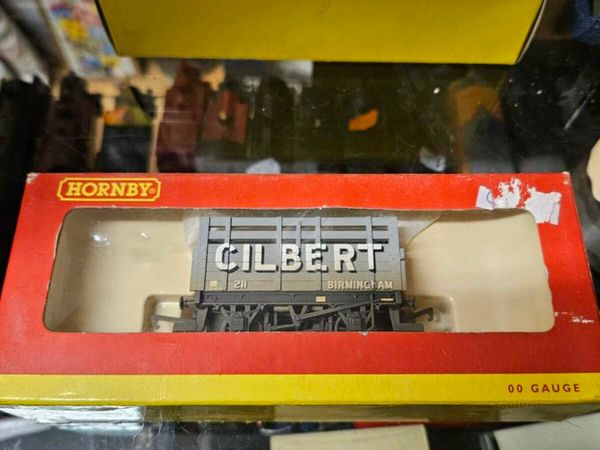 HORNBY®
CILBERT
211 BIRMINGHAM
00 GAUGE